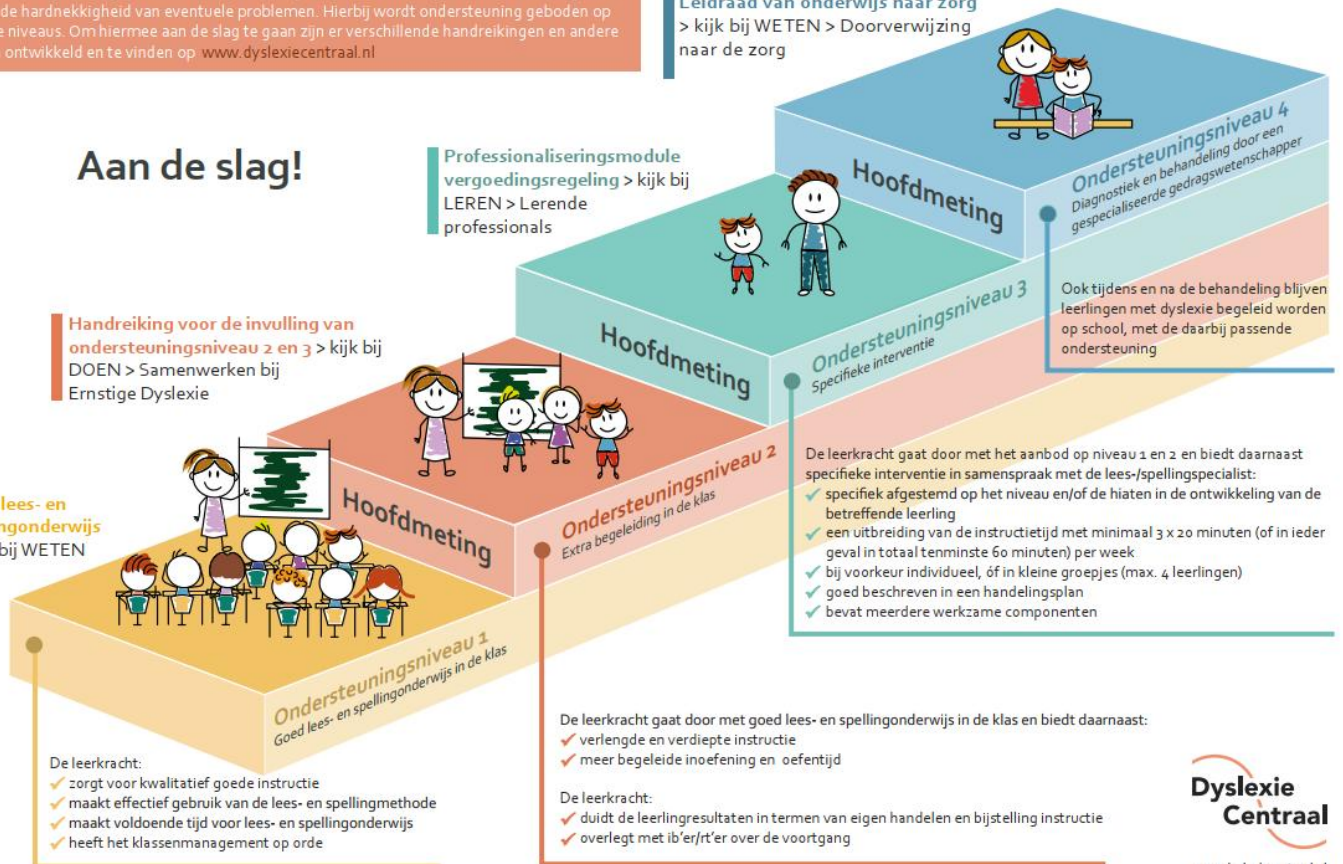 de hardnekkigheid van eventuele problemen. Hierbij wordt ondersteuning geboden op
e niveaus. Om hiermee aan de slag te gaan zijn er verschillende handreikingen en andere
ontwikkeld en te vinden op www.dyslexiecentraal.nl
Leidraad van onderwijs naar zorg
> kijk bij WETEN > Doorverwijzing
naar de zorg
Aan de slag!
Professionaliseringsmodule
vergoedingsregeling > kijk bij
LEREN > Lerende
professionals
Handreiking voor de invulling van
ondersteuningsniveau 2 en 3 > kijk bij
DOEN > Samenwerken bij
Ernstige Dyslexie
lees- en
ngonderwijs
bij WETEN
Hoofdmeting
Ondersteuningsniveau 4
Diagnostiek en behandeling door een
gespecialiseerde gedragswetenschapper
Ook tijdens en na de behandeling blijven
leerlingen met dyslexie begeleid worden
op school, met de daarbij passende
ondersteuning
Hoofdmeting
Ondersteuningsniveau 3
Specifieke interventie
De leerkracht gaat door met het aanbod op niveau 1 en 2 en biedt daarnaast
specifieke interventie in samenspraak met de lees-/spellingspecialist:
✓ specifiek afgestemd op het niveau en/of de hiaten in de ontwikkeling van de
betreffende leerling
✓ een uitbreiding van de instructietijd met minimaal 3 x 20 minuten (of in ieder
geval in totaal tenminste 60 minuten) per week
✓ bij voorkeur individueel, óf in kleine groepjes (max. 4 leerlingen)
✓ goed beschreven in een handelingsplan
✓ bevat meerdere werkzame componenten
Hoofdmeting
Ondersteuningsniveau 2
Extra begeleiding in de klas
De leerkracht gaat door met goed lees- en spellingonderwijs in de klas en biedt daarnaast:
✓ verlengde en verdiepte instructie
✓ meer begeleide inoefening en oefentijd
De leerkracht:
✓ duidt de leerlingresultaten in termen van eigen handelen en bijstelling instructie
✓ overlegt met ib'er/rt'er over de voortgang
Ondersteuningsniveau 1
Goed lees- en spellingonderwijs in de klas
De leerkracht:
✓ zorgt voor kwalitatief goede instructie
✓ maakt effectief gebruik van de lees- en spellingmethode
✓ maakt voldoende tijd voor lees- en spellingonderwijs
✓ heeft het klassenmanagement op orde
Dyslexie
Centraal